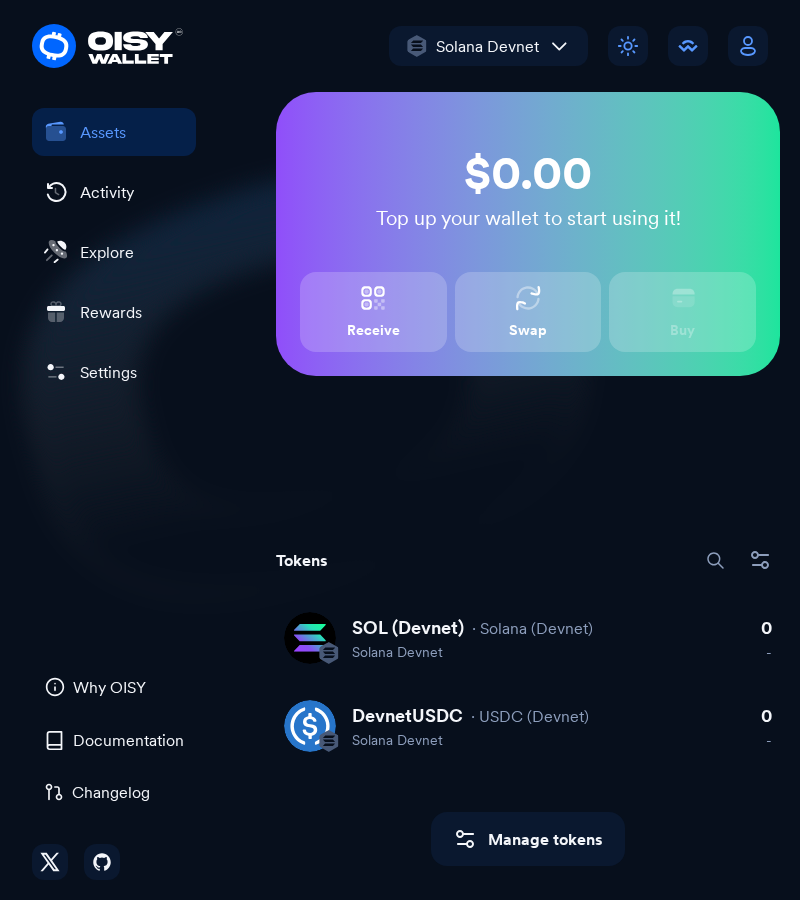 OISY
WALLET
Solana Devnet
Assets
Activity
Explore
Rewards
Settings
$0.00
Top up your wallet to start using it!
Receive
Swap
Buy
Tokens
SOL (Devnet) · Solana (Devnet)
Solana Devnet
0
-
DevnetUSDC · USDC (Devnet)
Solana Devnet
0
-
Manage tokens
Why OISY
Documentation
Changelog